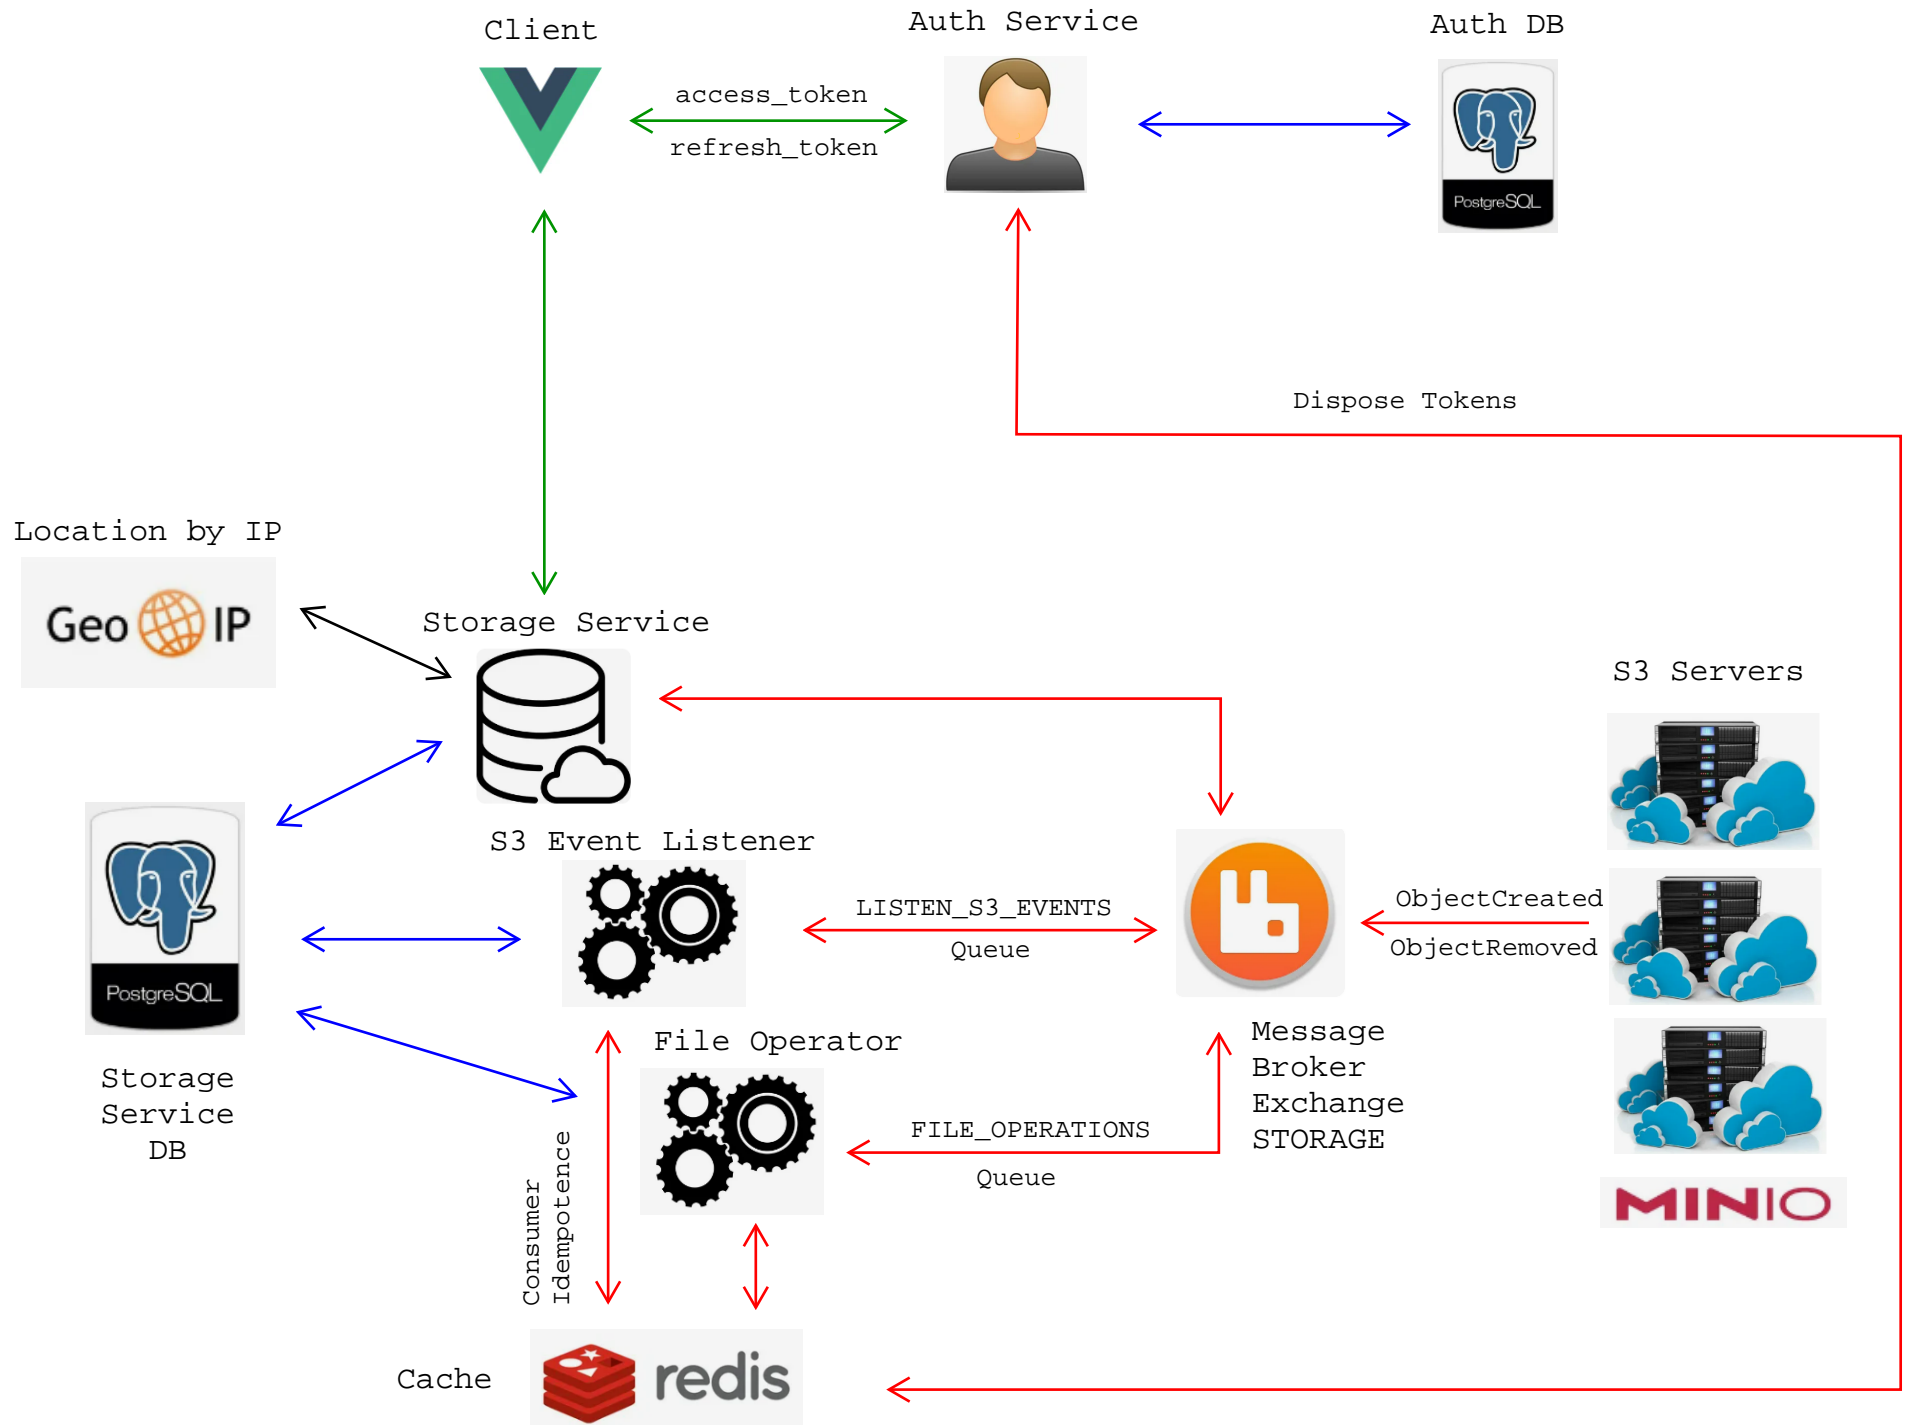 Client
Auth Service
Auth DB
access_token
refresh_token
PostgreSQL
Dispose Tokens
Location by IP
Geo IP
Storage Service
S3 Servers
S3 Event Listener
LISTEN_S3_EVENTS
Queue
ObjectCreated
ObjectRemoved
PostgreSQL
Storage
Service
DB
File Operator
Message
Broker
Exchange
STORAGE
FILE_OPERATIONS
Queue
Consumer
Idempotence
MINIO
Cache
redis